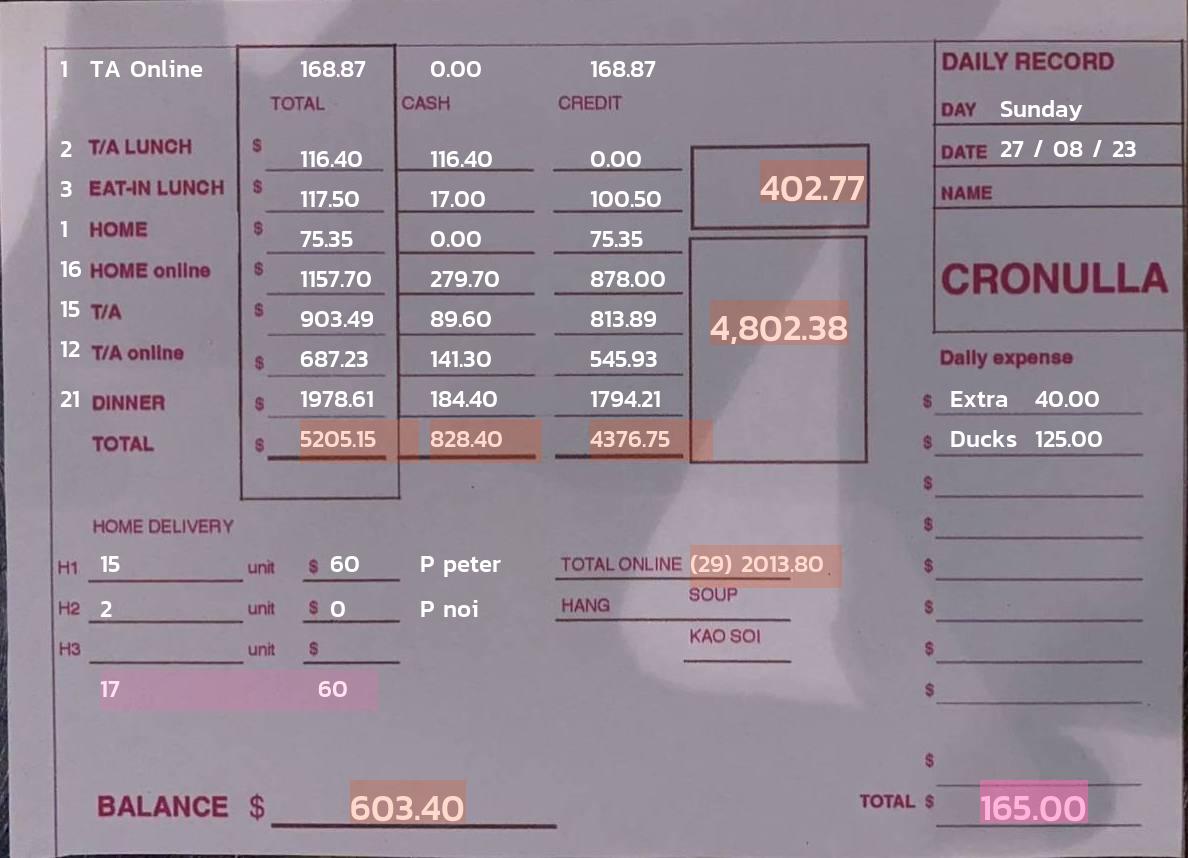 1 TA Online 168.87 0.00 168.87
TOTAL CASH CREDIT
2 T/A LUNCH $ 116.40 116.40 0.00
3 EAT-IN LUNCH $ 117.50 17.00 100.50
1 HOME $ 75.35 0.00 75.35
16 HOME online $ 1157.70 279.70 878.00
15 T/A $ 903.49 89.60 813.89
12 T/A online $ 687.23 141.30 545.93
21 DINNER $ 1978.61 184.40 1794.21
TOTAL $ 5205.15 828.40 4376.75
402.77
4,802.38
DAILY RECORD
DAY Sunday
DATE 27 / 08 / 23
NAME
CRONULLA
Daily expense
$ Extra 40.00
$ Ducks 125.00
$
$
$
$
$
$
$
TOTAL $ 165.00
HOME DELIVERY
H1 15 unit $ 60 P peter
H2 2 unit $ 0 P noi
H3 unit $
17 60
TOTAL ONLINE (29) 2013.80
HANG SOUP
KAO SOI
BALANCE $ 603.40